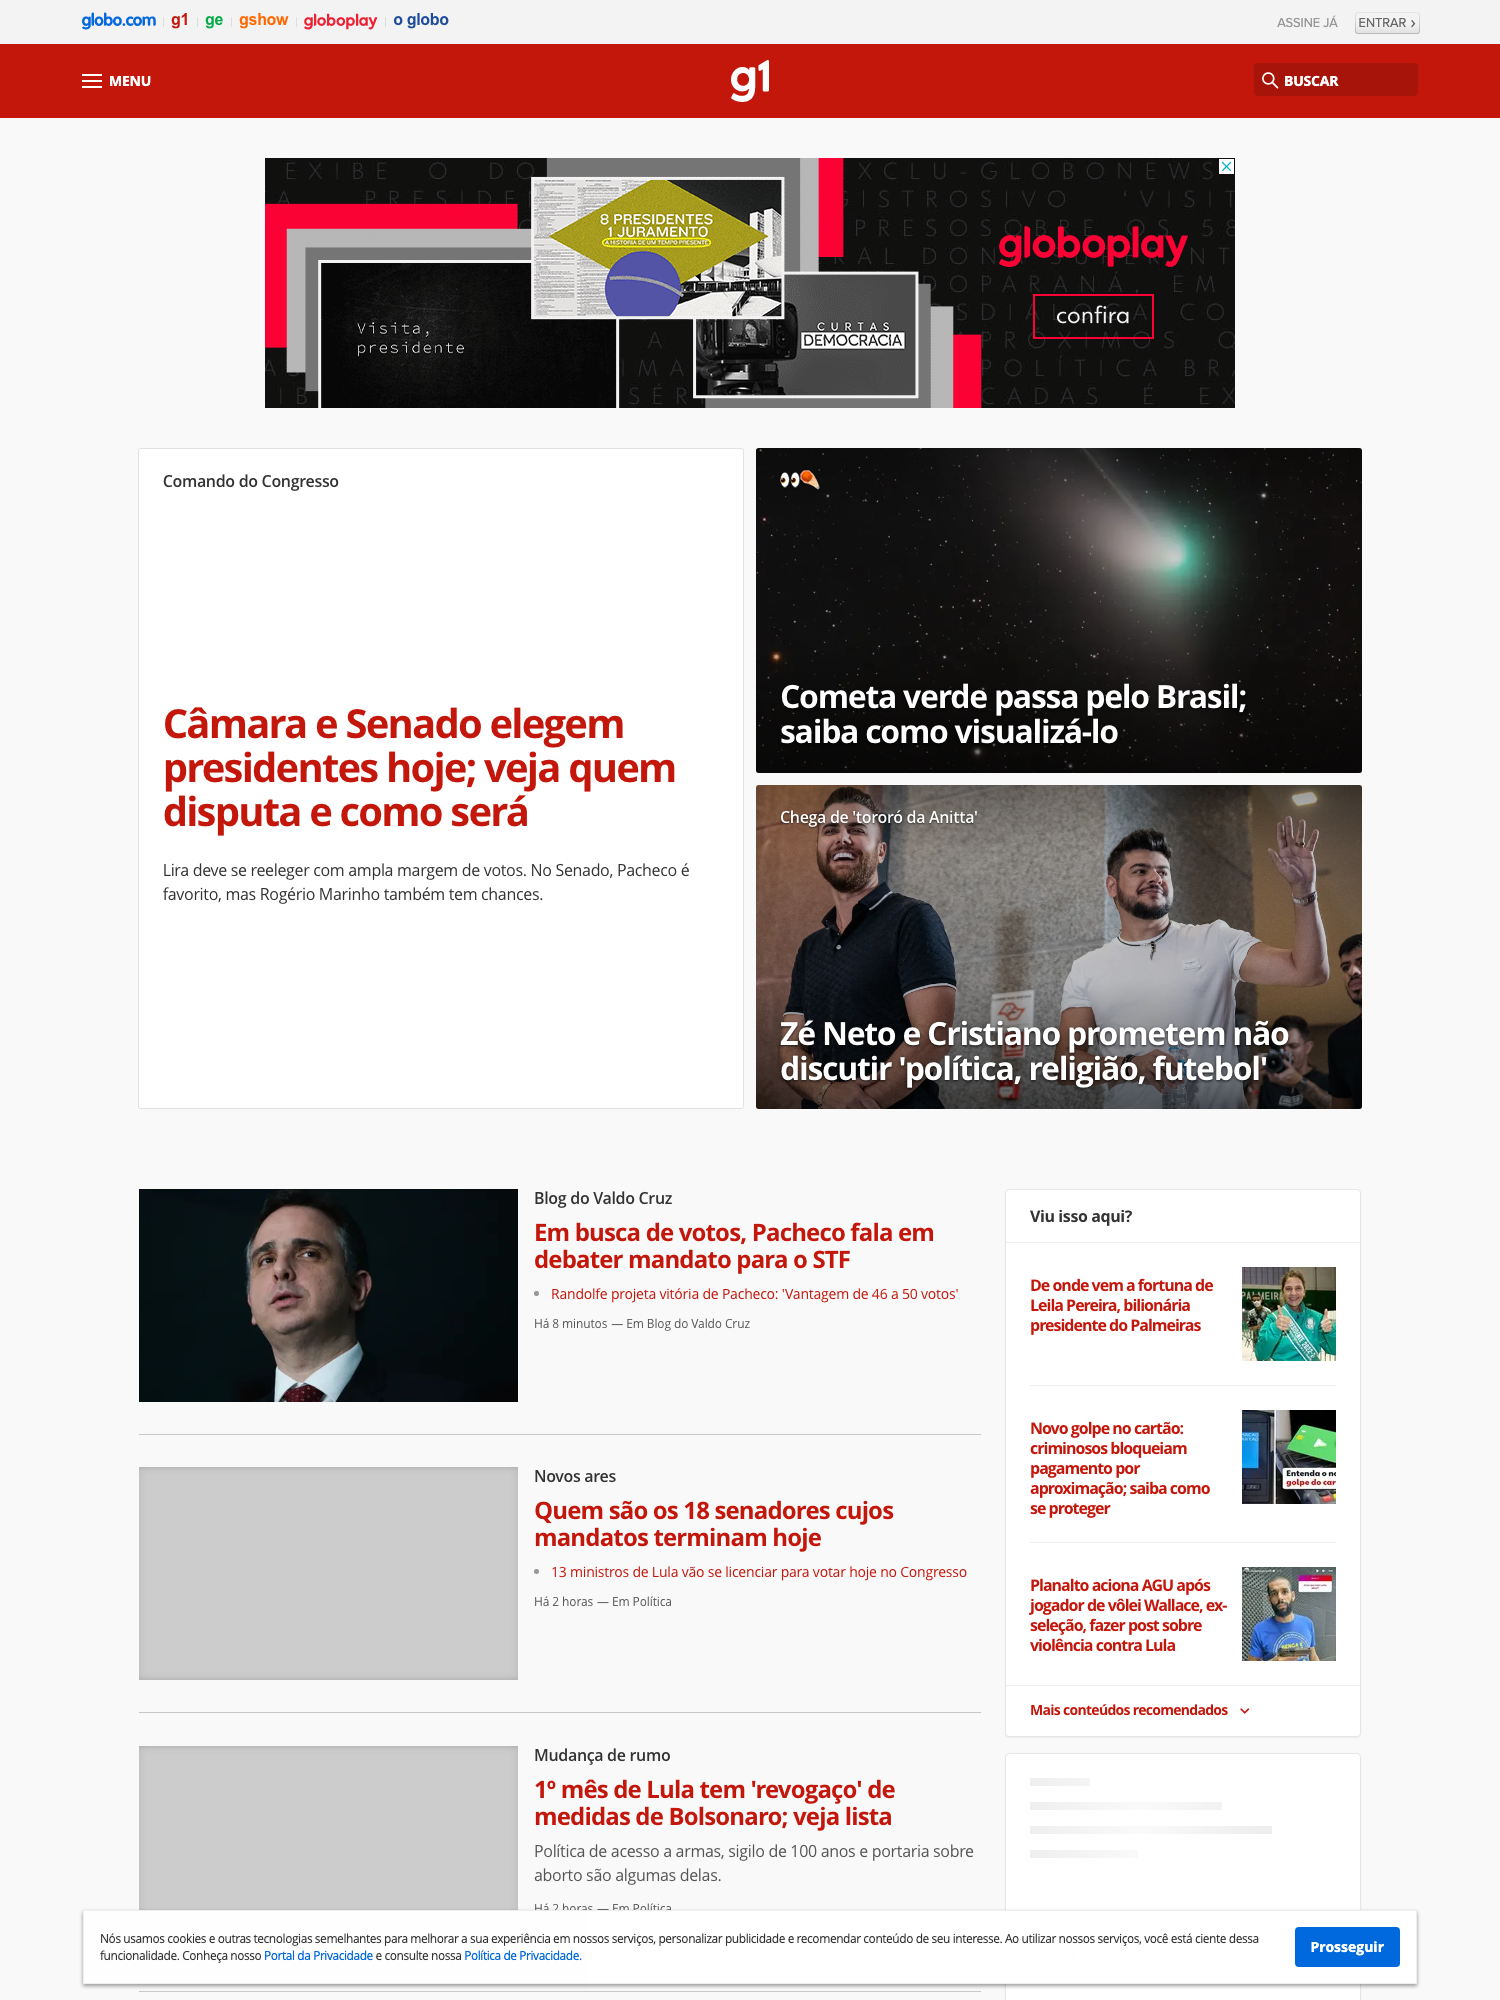 globo.com g1 ge gshow globoplay o globo
ASSINE JÁ
ENTRAR ›
MENU
g1
BUSCAR
8 PRESIDENTES
1 JURAMENTO
A HISTÓRIA DE UM TEMPO PRESENTE
Visita,
presidente
CURTAS
DEMOCRACIA
globoplay
confira
Comando do Congresso
Câmara e Senado elegem
presidentes hoje; veja quem
disputa e como será
Lira deve se reeleger com ampla margem de votos. No Senado, Pacheco é
favorito, mas Rogério Marinho também tem chances.
Cometa verde passa pelo Brasil;
saiba como visualizá-lo
Chega de 'tororó da Anitta'
Zé Neto e Cristiano prometem não
discutir 'política, religião, futebol'
Blog do Valdo Cruz
Em busca de votos, Pacheco fala em
debater mandato para o STF
Randolfe projeta vitória de Pacheco: 'Vantagem de 46 a 50 votos'
Há 8 minutos — Em Blog do Valdo Cruz
Novos ares
Quem são os 18 senadores cujos
mandatos terminam hoje
13 ministros de Lula vão se licenciar para votar hoje no Congresso
Há 2 horas — Em Política
Mudança de rumo
1º mês de Lula tem 'revogaço' de
medidas de Bolsonaro; veja lista
Política de acesso a armas, sigilo de 100 anos e portaria sobre
aborto são algumas delas.
Há 2 horas — Em Política
Viu isso aqui?
De onde vem a fortuna de
Leila Pereira, bilionária
presidente do Palmeiras
Novo golpe no cartão:
criminosos bloqueiam
pagamento por
aproximação; saiba como
se proteger
Entenda o no
golpe do car
Planalto aciona AGU após
jogador de vôlei Wallace, ex-
seleção, fazer post sobre
violência contra Lula
Mais conteúdos recomendados
Nós usamos cookies e outras tecnologias semelhantes para melhorar a sua experiência em nossos serviços, personalizar publicidade e recomendar conteúdo de seu interesse. Ao utilizar nossos serviços, você está ciente dessa
funcionalidade. Conheça nosso Portal da Privacidade e consulte nossa Política de Privacidade.
Prosseguir